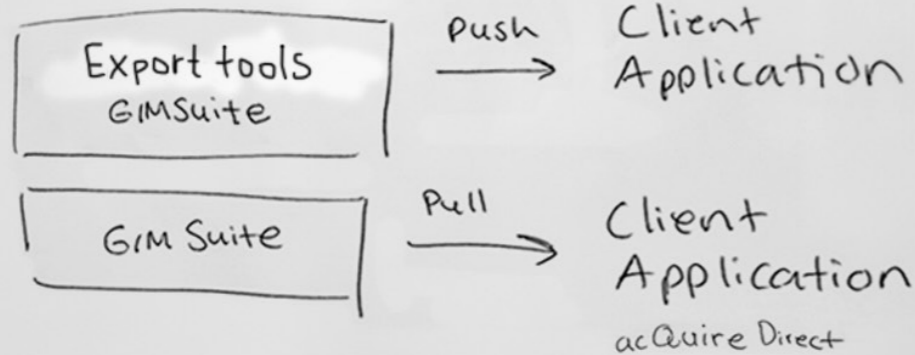 Export tools
GIMSuite
Push
Client
Application
GIM Suite
Pull
Client
Application
acQuire Direct